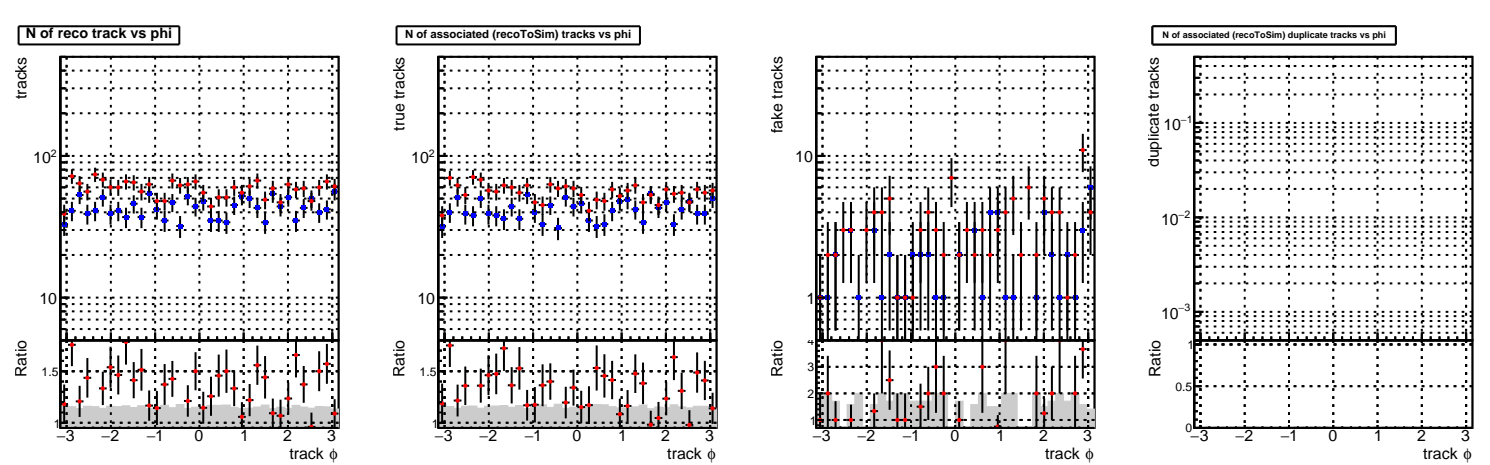 N of reco track vs phi
tracks
10²
10
Ratio
1.5
1
−3 −2 −1 0 1 2 3
track ϕ
N of associated (recoToSim) tracks vs phi
true tracks
10²
10
Ratio
1.5
1
−3 −2 −1 0 1 2 3
track ϕ
fake tracks
10
1
Ratio
4
3
2
1
−3 −2 −1 0 1 2 3
track ϕ
N of associated (recoToSim) duplicate tracks vs phi
duplicate tracks
10⁻¹
10⁻²
10⁻³
Ratio
1
0.5
0
−3 −2 −1 0 1 2 3
track ϕ